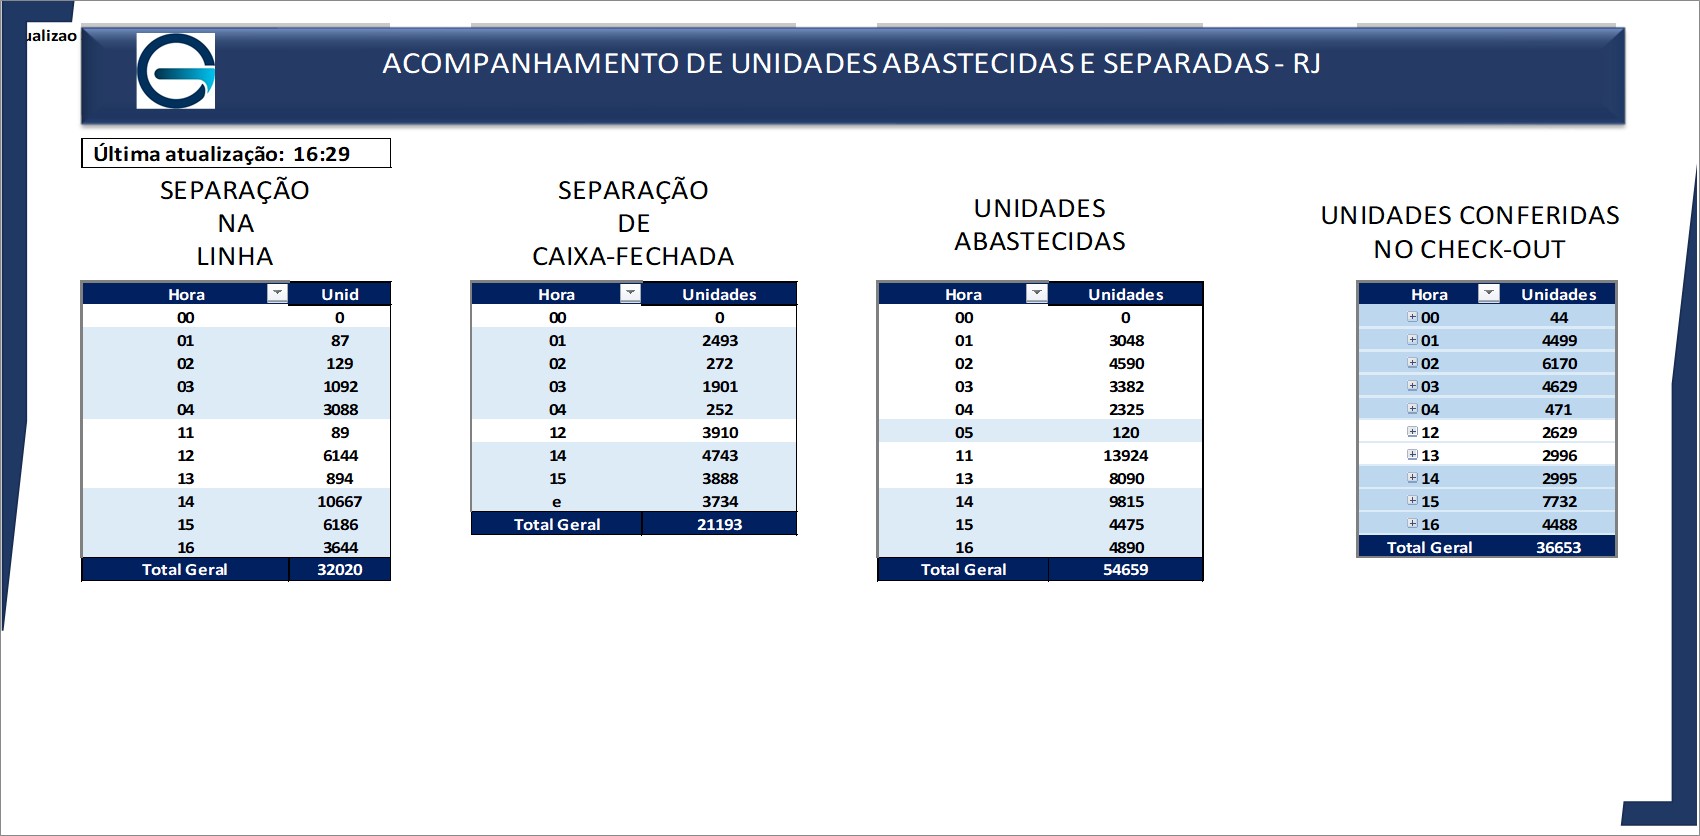 ualizao
ACOMPANHAMENTO DE UNIDADES ABASTECIDAS E SEPARADAS - RJ
Última atualização: 16:29
SEPARAÇÃO
NA
LINHA
Hora Unid
00 0
01 87
02 129
03 1092
04 3088
11 89
12 6144
13 894
14 10667
15 6186
16 3644
Total Geral 32020
SEPARAÇÃO
DE
CAIXA-FECHADA
Hora Unidades
00 0
01 2493
02 272
03 1901
04 252
12 3910
14 4743
15 3888
e 3734
Total Geral 21193
UNIDADES
ABASTECIDAS
Hora Unidades
00 0
01 3048
02 4590
03 3382
04 2325
05 120
11 13924
13 8090
14 9815
15 4475
16 4890
Total Geral 54659
UNIDADES CONFERIDAS
NO CHECK-OUT
Hora Unidades
00 44
01 4499
02 6170
03 4629
04 471
12 2629
13 2996
14 2995
15 7732
16 4488
Total Geral 36653